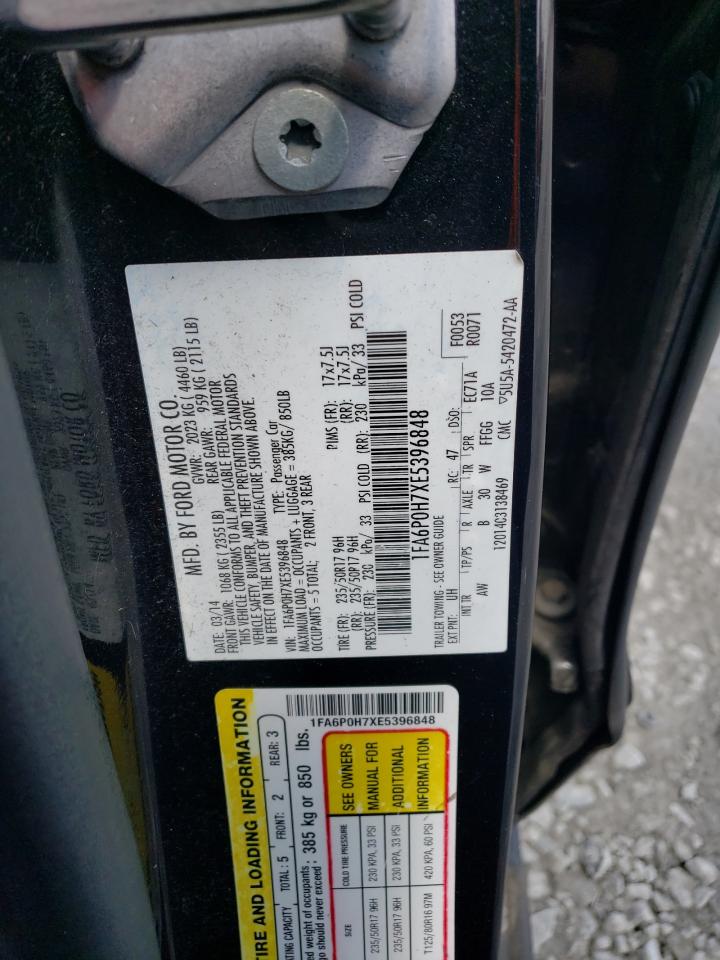 MFD. BY FORD MOTOR CO.
DATE: 03/14 GVWR: 2023 KG ( 4460 LB)
FRONT GAWR: 1068 KG ( 2355 LB) REAR GAWR: 959 KG ( 2115 LB)
THIS VEHICLE CONFORMS TO ALL APPLICABLE FEDERAL MOTOR
VEHICLE SAFETY, BUMPER, AND THEFT PREVENTION STANDARDS
IN EFFECT ON THE DATE OF MANUFACTURE SHOWN ABOVE.
VIN: 1FA6P0H7XE5396848 TYPE: Passenger Car
MAXIMUM LOAD = OCCUPANTS + LUGGAGE = 385KG/ 850LB
OCCUPANTS = 5 TOTAL; 2 FRONT, 3 REAR
TIRE (FR): 235/50R17 96H RIMS (FR): 17x7.5J
(RR): 235/50R17 96H (RR): 17x7.5J
PRESSURE (FR): 230 kPa/ 33 PSI COLD (RR): 230 kPa/ 33 PSI COLD
1FA6P0H7XE5396848
TRAILER TOWING - SEE OWNER GUIDE
EXT PNT: UH RC: 47 DSO: F0053
R0071
INT TR TP/PS R AXLE TR SPR EC71A
AW B 30 W FFGG 10A
12014C3138469 CMC ▽5U5A-5420472-AA
1FA6P0H7XE5396848
TIRE AND LOADING INFORMATION
SEATING CAPACITY TOTAL: 5 FRONT: 2 REAR: 3
weight of occupants
should never exceed: 385 kg or 850 lbs.
SIZE COLD TIRE PRESSURE SEE OWNERS
235/50R17 96H 230 KPA, 33 PSI MANUAL FOR
235/50R17 96H 230 KPA, 33 PSI ADDITIONAL
T125/80R16 97M 420 KPA, 60 PSI INFORMATION